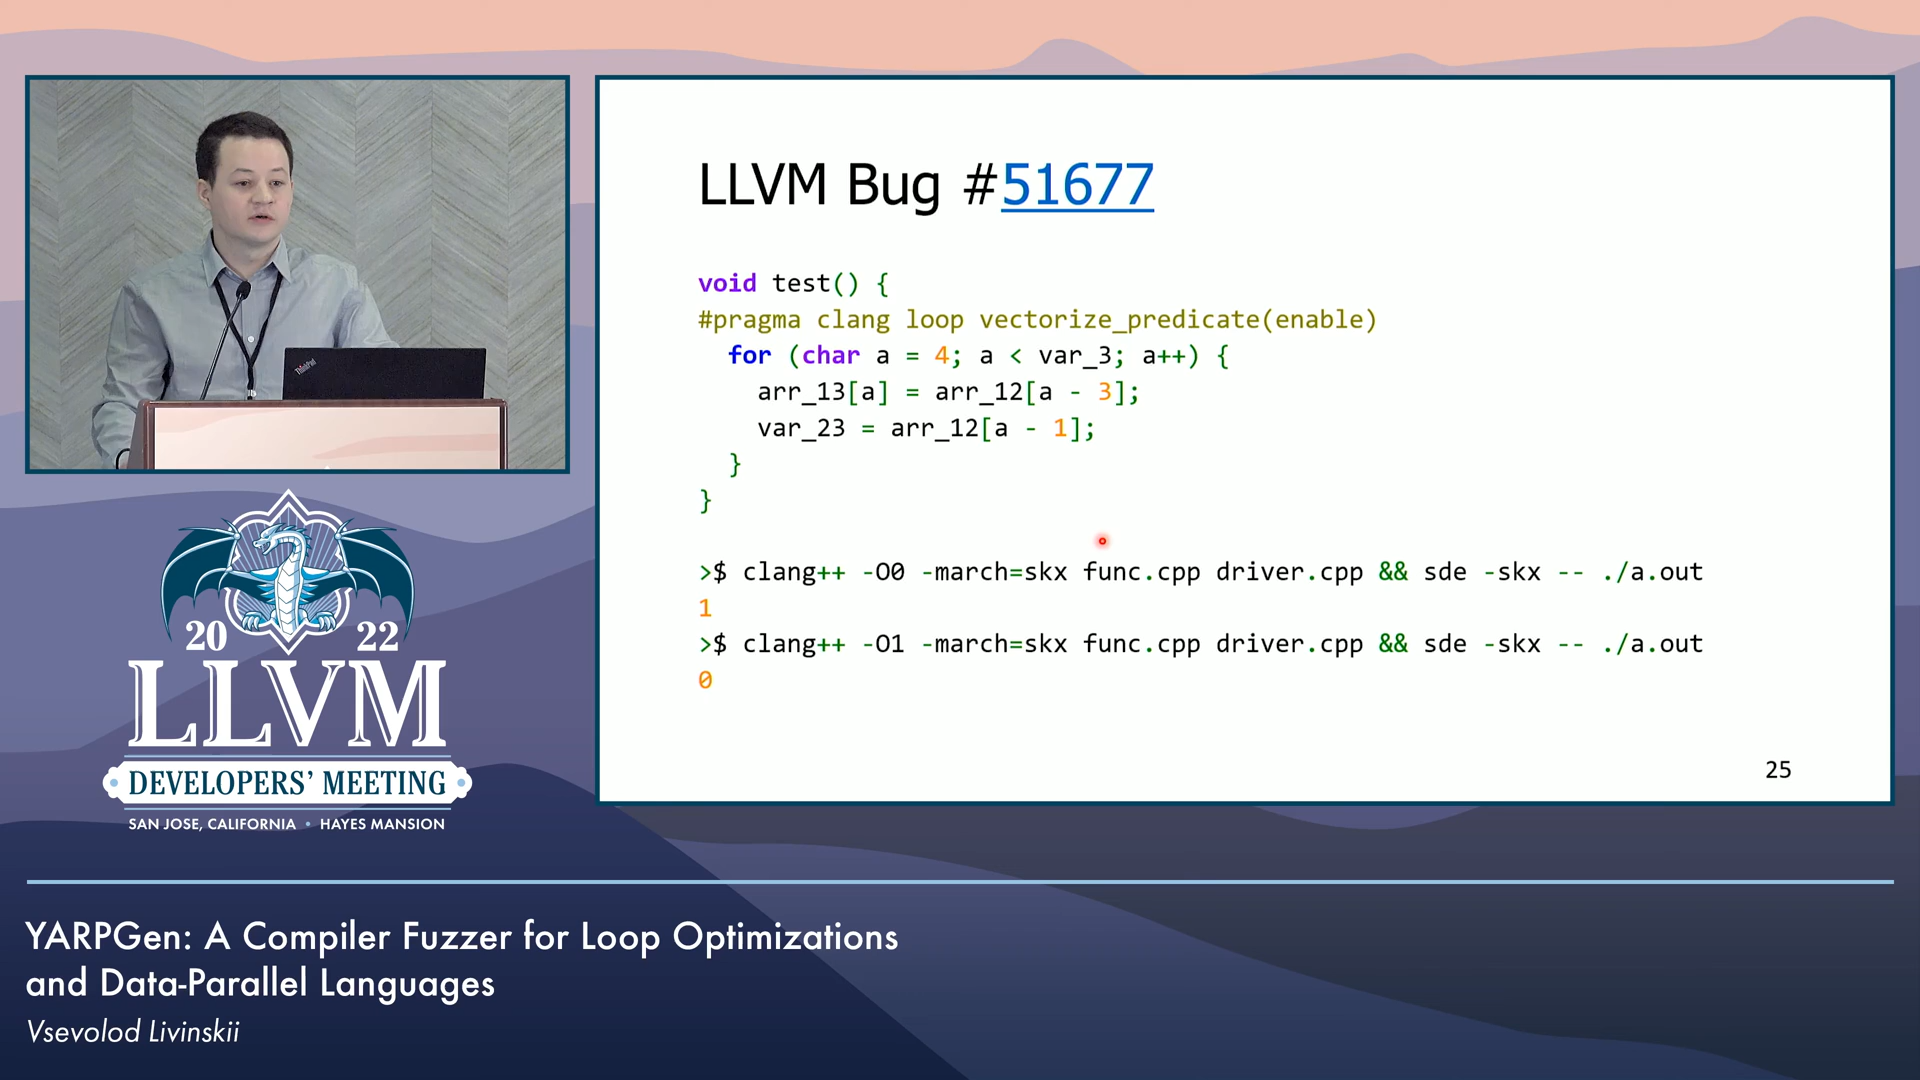 LLVM Bug #51677
void test() {
#pragma clang loop vectorize_predicate(enable)
for (char a = 4; a < var_3; a++) {
arr_13[a] = arr_12[a - 3];
var_23 = arr_12[a - 1];
}
}
>$ clang++ -O0 -march=skx func.cpp driver.cpp && sde -skx -- ./a.out
1
>$ clang++ -O1 -march=skx func.cpp driver.cpp && sde -skx -- ./a.out
0
25
ThinkPad
20 22
LLVM
DEVELOPERS' MEETING
SAN JOSE, CALIFORNIA • HAYES MANSION
YARPGen: A Compiler Fuzzer for Loop Optimizations
and Data-Parallel Languages
Vsevolod Livinskii